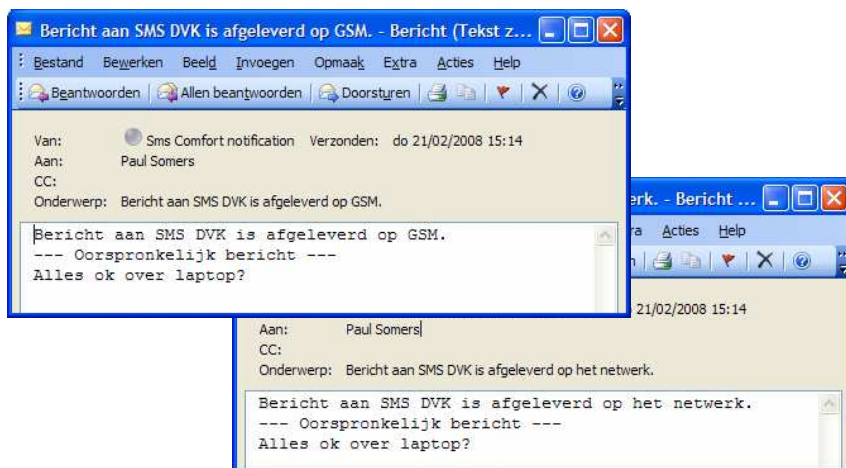 Bericht aan SMS DVK is afgeleverd op GSM. - Bericht (Tekst z...
Bestand Bewerken Beeld Invoegen Opmaak Extra Acties Help
Beantwoorden Allen beantwoorden Doorsturen
Van: Sms Comfort notification Verzonden: do 21/02/2008 15:14
Aan: Paul Somers
CC:
Onderwerp: Bericht aan SMS DVK is afgeleverd op GSM.
Bericht aan SMS DVK is afgeleverd op GSM.
--- Oorspronkelijk bericht ---
Alles ok over laptop?
erk. - Bericht ...
ra Acties Help
21/02/2008 15:14
Aan: Paul Somers
CC:
Onderwerp: Bericht aan SMS DVK is afgeleverd op het netwerk.
Bericht aan SMS DVK is afgeleverd op het netwerk.
--- Oorspronkelijk bericht ---
Alles ok over laptop?